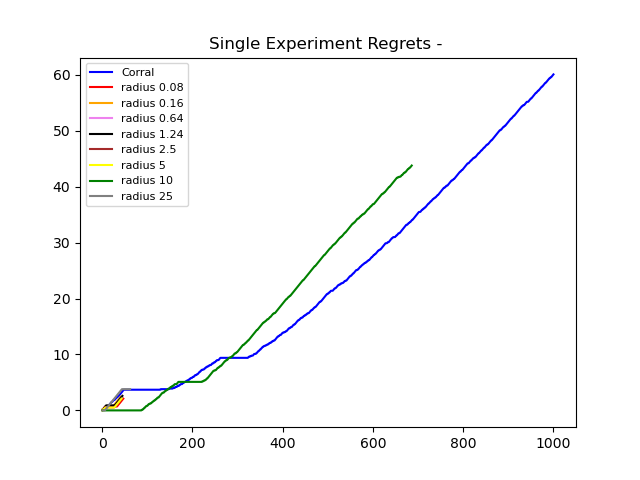 Single Experiment Regrets -
60
50
40
30
20
10
0
Corral
radius 0.08
radius 0.16
radius 0.64
radius 1.24
radius 2.5
radius 5
radius 10
radius 25
0 200 400 600 800 1000